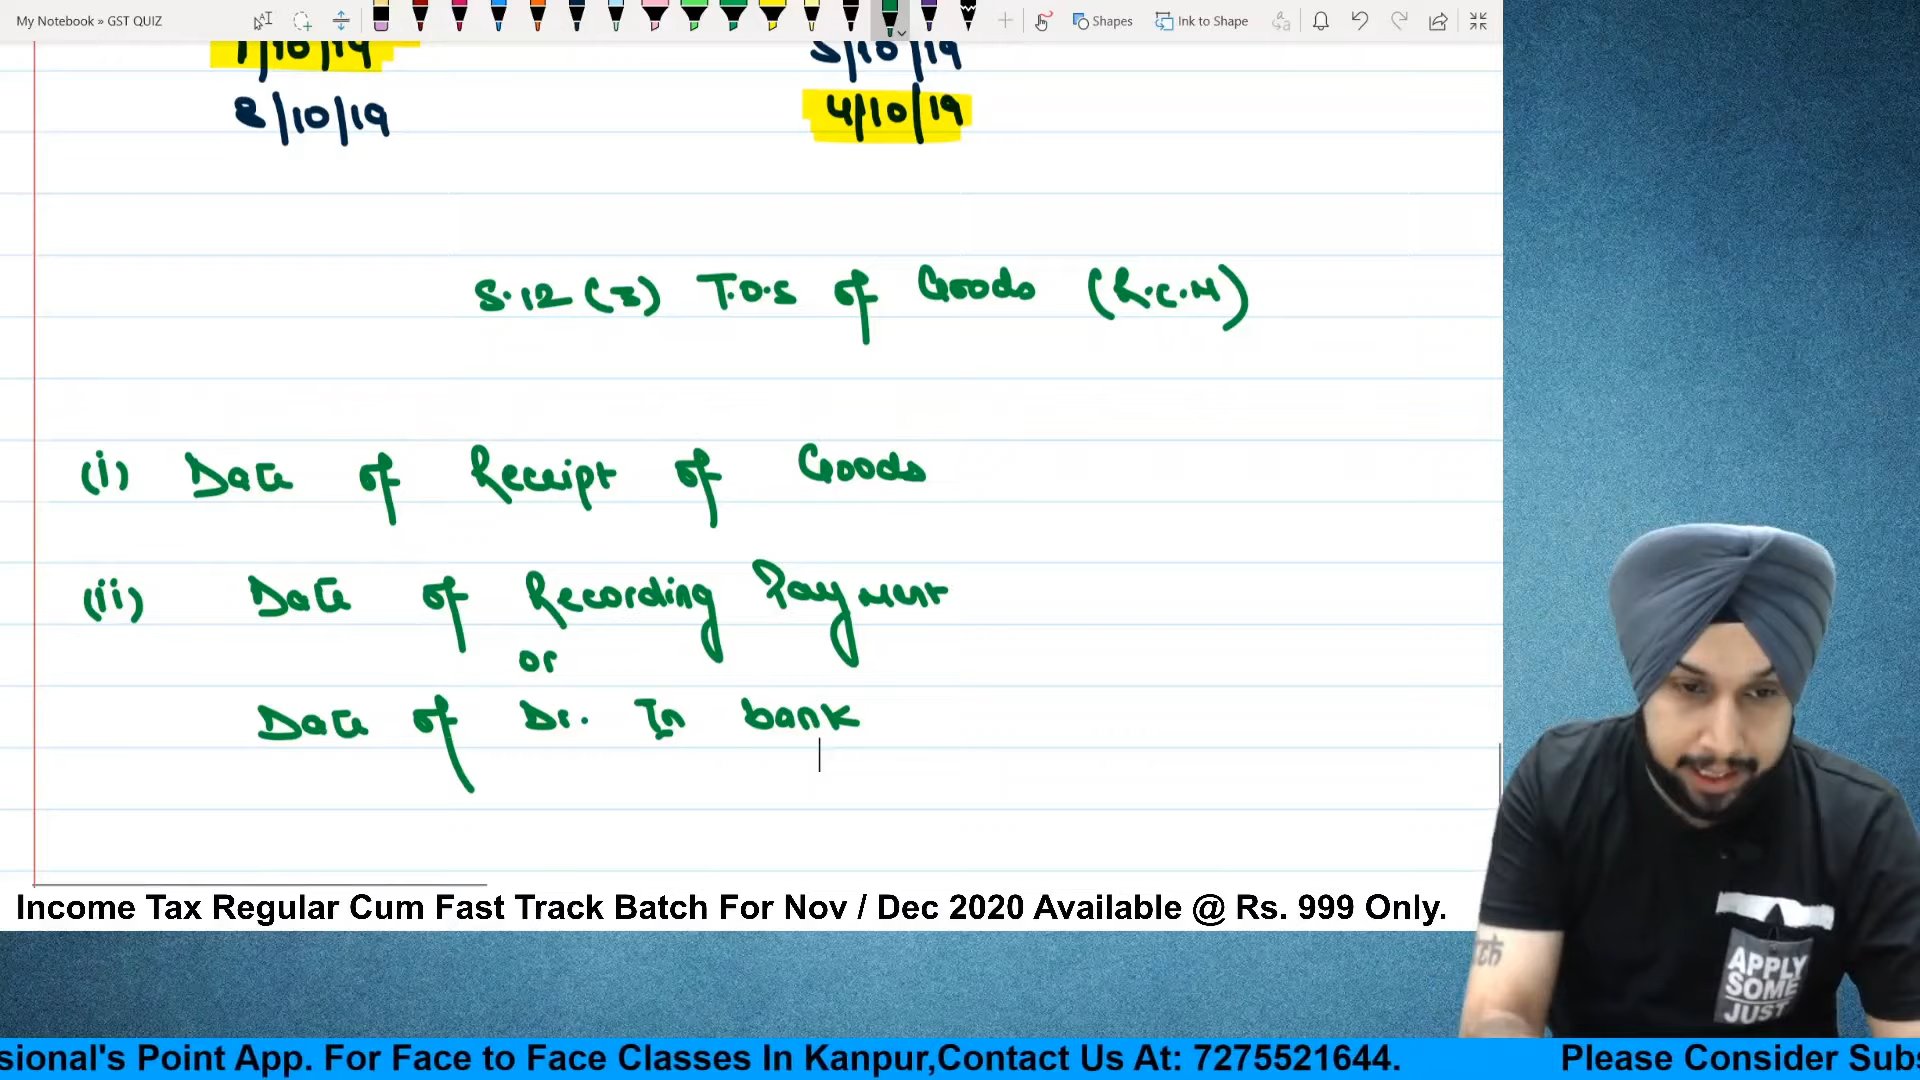 My Notebook » GST QUIZ
Shapes
Ink to Shape
1/10/19
3/10/19
8/10/19
4/10/19
S.12 (3) T.O.S of Goods (R.C.M)
(i) Date of Receipt of Goods
(ii) Date of Recording Payment
or
Date of Dr. In bank
Income Tax Regular Cum Fast Track Batch For Nov / Dec 2020 Available @ Rs. 999 Only.
APPLY
SOME
JUST
sional's Point App. For Face to Face Classes In Kanpur,Contact Us At: 7275521644.
Please Consider Subs